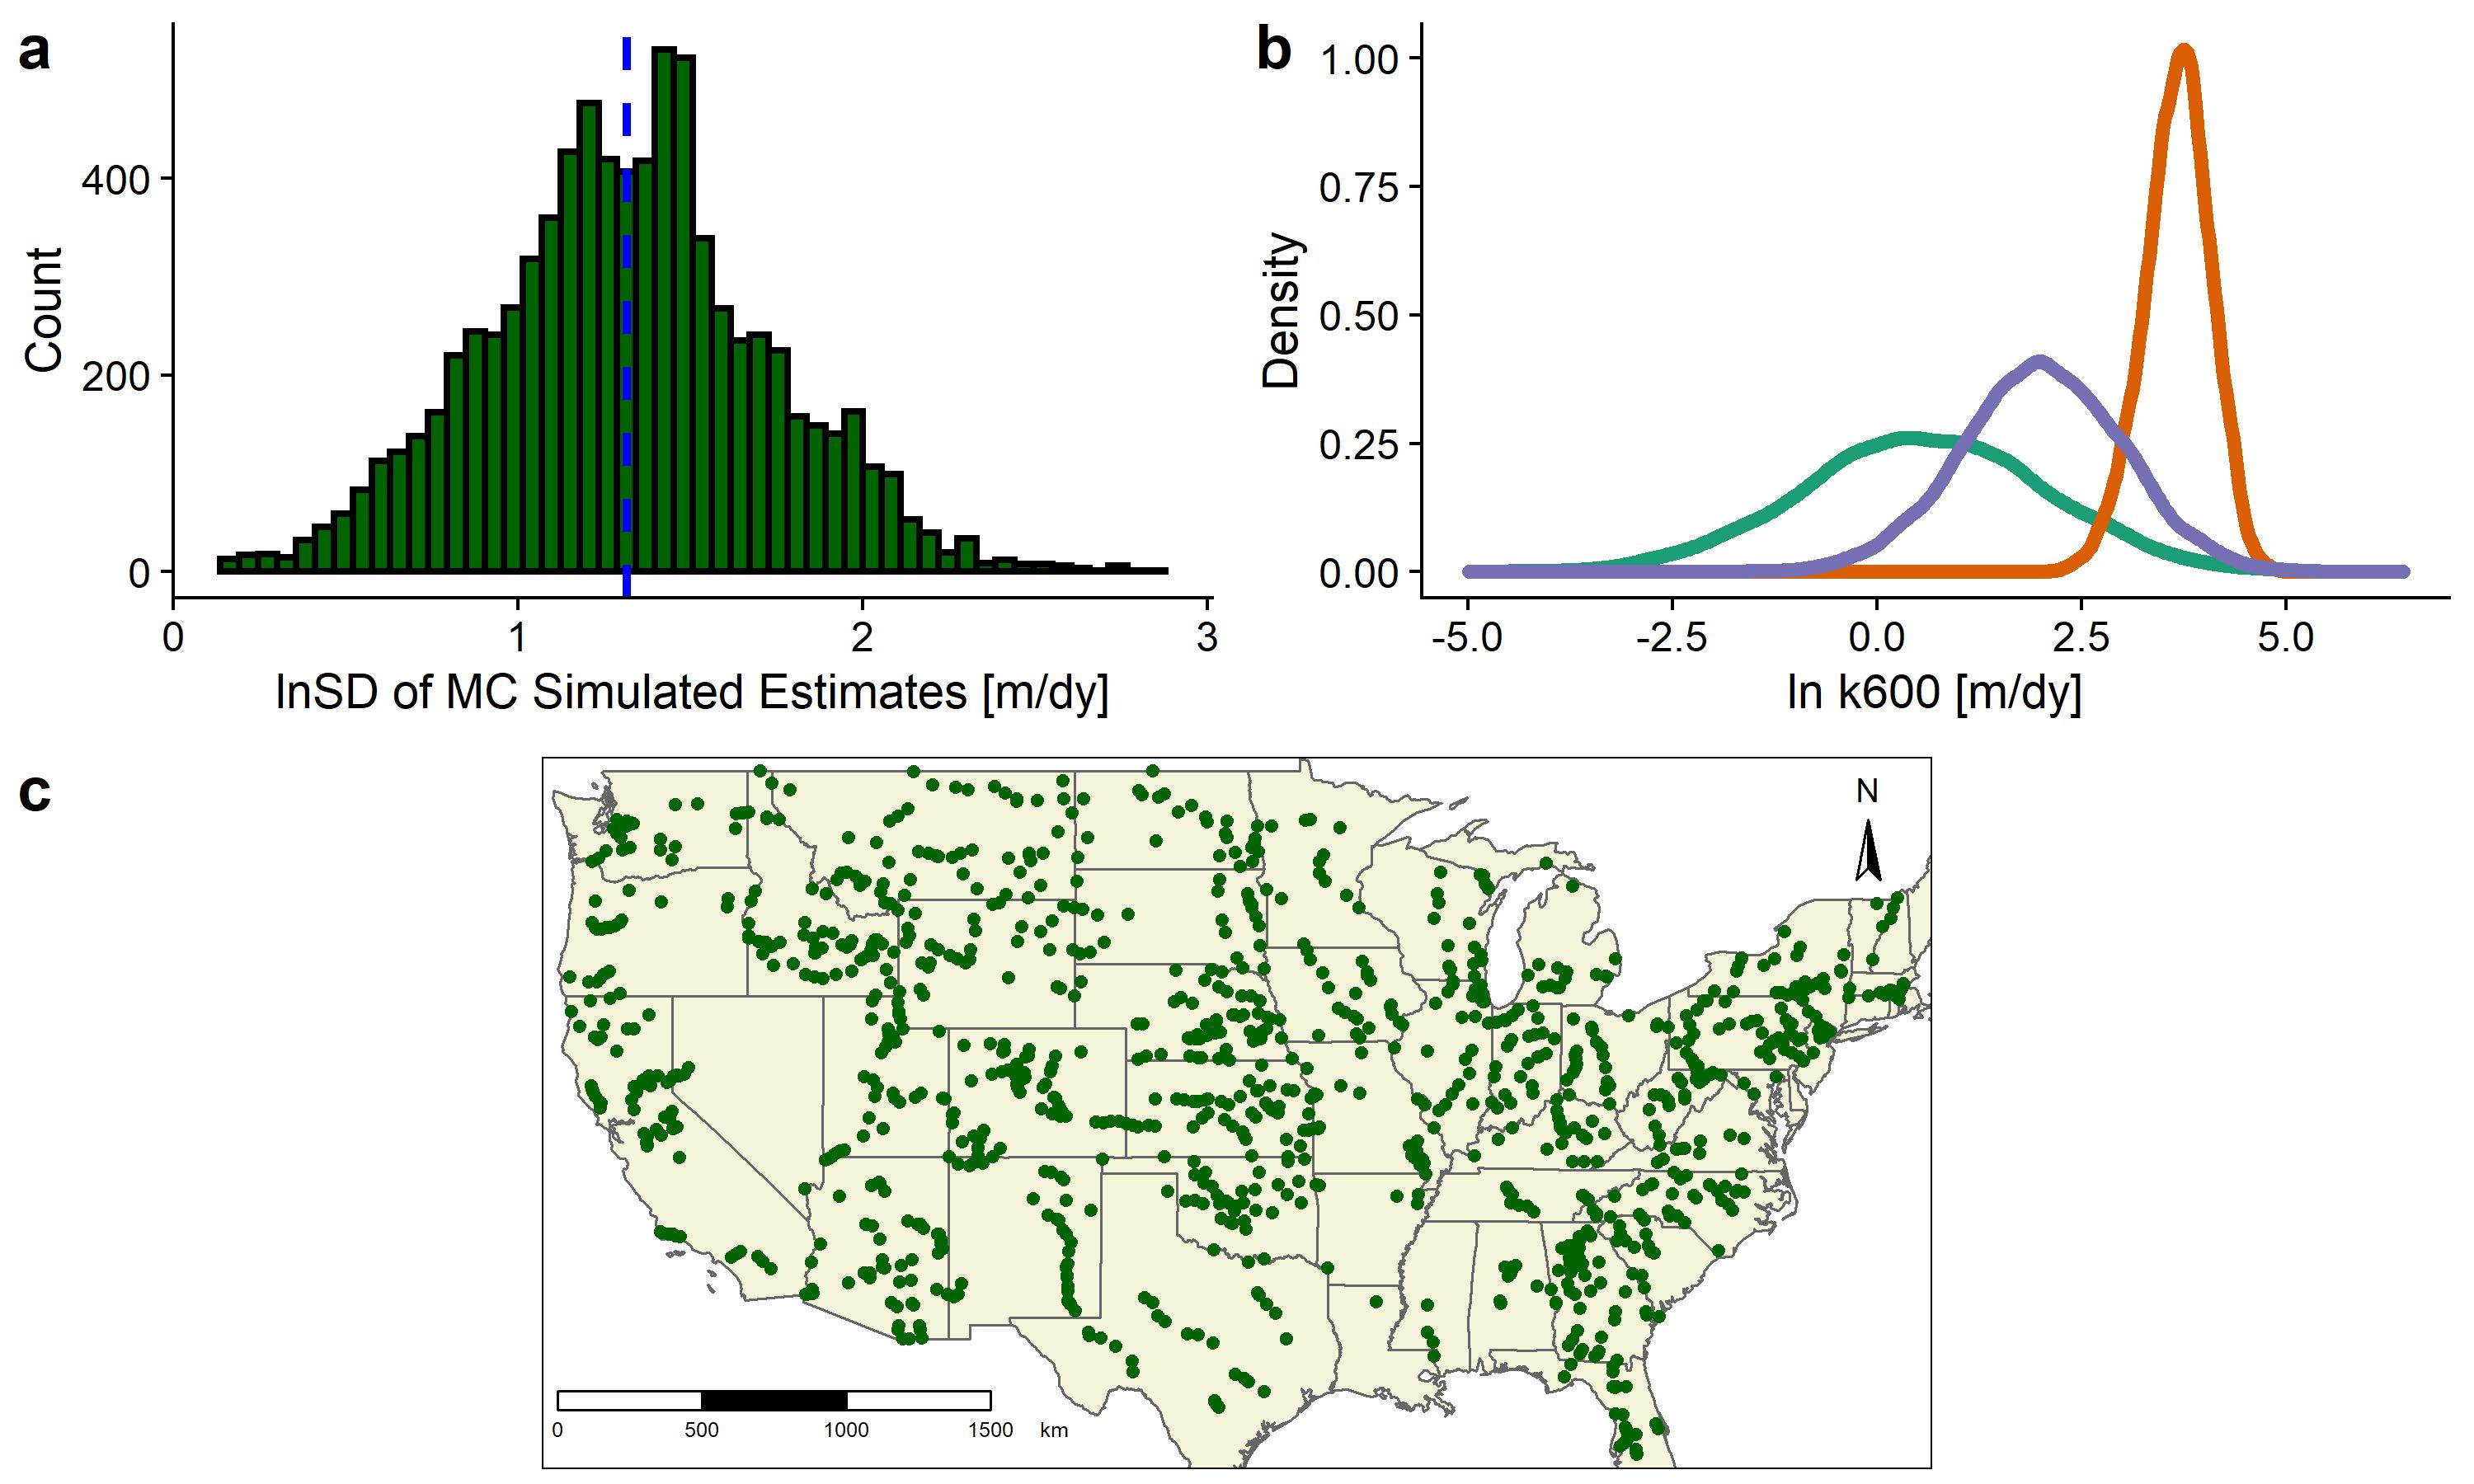 a
Count
400
200
0
0 1 2 3
lnSD of MC Simulated Estimates [m/dy]
b
Density
1.00
0.75
0.50
0.25
0.00
-5.0 -2.5 0.0 2.5 5.0
ln k600 [m/dy]
c
N
0 500 1000 1500 km